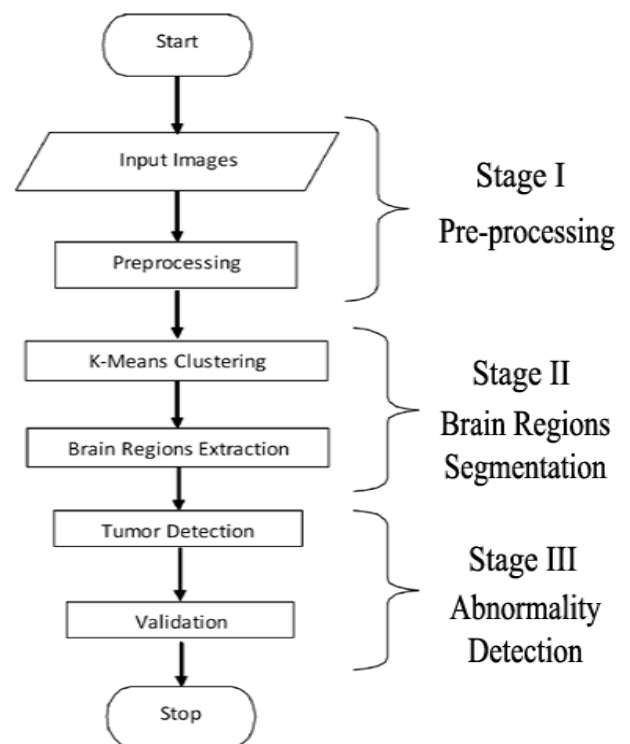 Start
Input Images
Preprocessing
Stage I
Pre-processing
K-Means Clustering
Brain Regions Extraction
Stage II
Brain Regions
Segmentation
Tumor Detection
Validation
Stage III
Abnormality
Detection
Stop